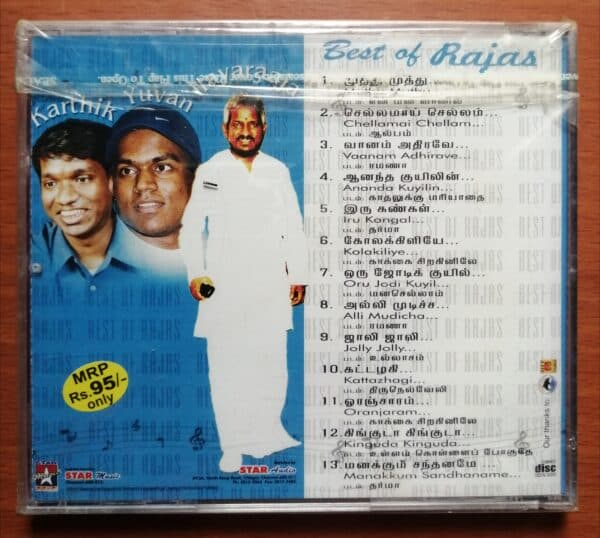 Best of Rajas
Karthik Yuvan
1. முத்து முத்து...
2. செல்லமாய் செல்லம்...
Chellamai Chellam...
படம் ஆல்பம்
3. வானம் அதிரவே...
Vaanam Adhirave...
படம் ரமணா
4. ஆனந்த குயிலின்...
Ananda Kuyilin...
படம் காதலுக்கு மரியாதை
5. இரு கண்கள்...
Iru Kangal...
படம் தர்மா
6. கோலக்கிளியே...
Kolakiliye...
படம் காக்கை சிறகினிலே
7. ஒரு ஜோடிக் குயில்...
Oru Jodi Kuyil...
படம் மனசெல்லாம்
8. அல்லி முடிச்ச...
Alli Mudicha...
படம் ரமணா
9. ஜாலி ஜாலி...
Jolly Jolly...
படம் உல்லாசம்
10. கட்டழகி...
Kattazhagi...
படம் திருநெல்வேலி
11. ஓரஞ்சாரம்...
Oranjaram...
படம் காக்கை சிறகினிலே
12. கிங்குடா கிங்குடா...
Kinguda Kinguda...
படம் உள்ளம் கொள்ளைப் போகுதே
13. மணக்கும் சந்தனமே...
Manakkum Sandhaname...
படம் தர்மா
MRP
Rs.95/-
only
STAR Music
STAR Audio
Our thanks to:
disc
BEST OF RAJAS